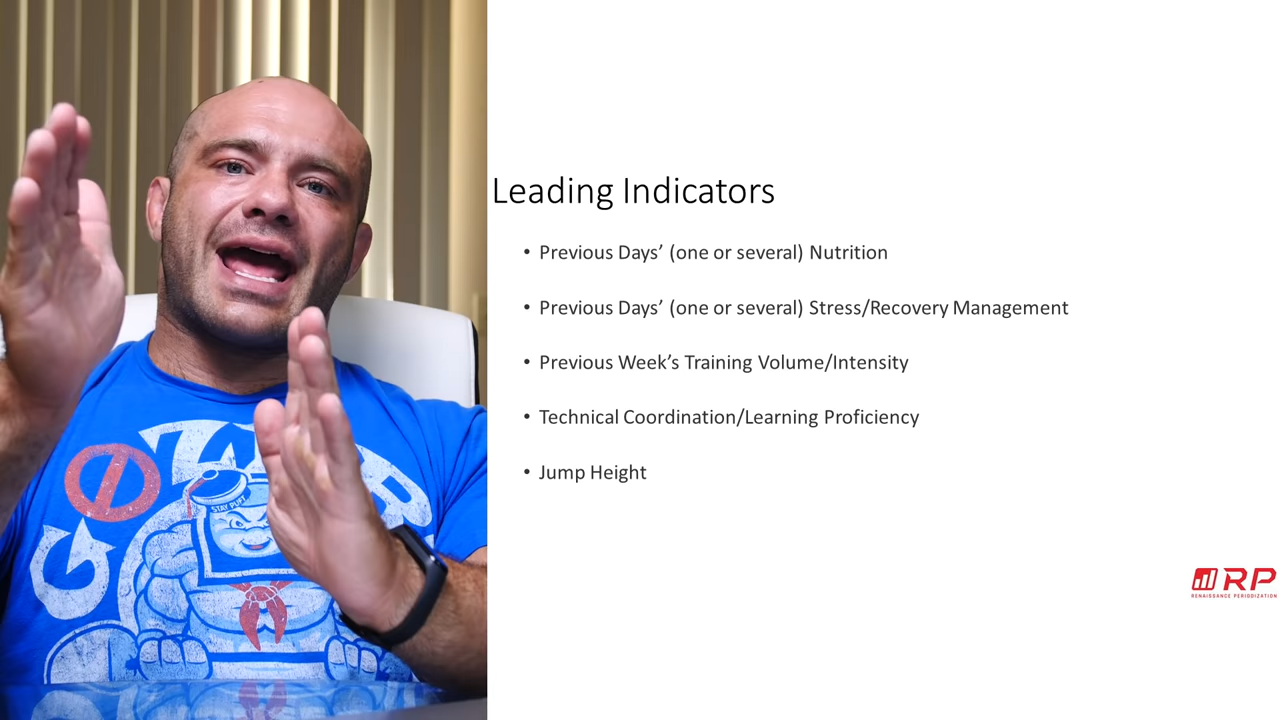 Leading Indicators
• Previous Days’ (one or several) Nutrition
• Previous Days’ (one or several) Stress/Recovery Management
• Previous Week’s Training Volume/Intensity
• Technical Coordination/Learning Proficiency
• Jump Height
GOZER
STAY PUFT
RP
RENAISSANCE PERIODIZATION